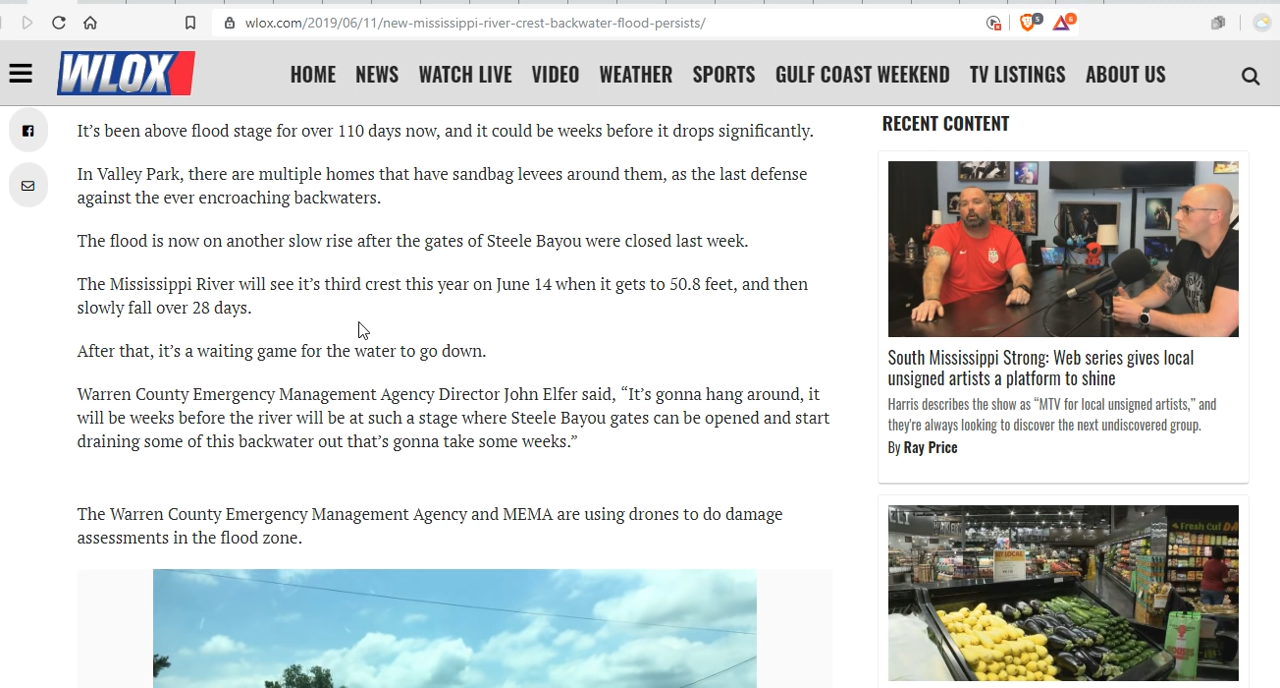 wlox.com/2019/06/11/new-mississippi-river-crest-backwater-flood-persists/
5
6
WLOX
HOME NEWS WATCH LIVE VIDEO WEATHER SPORTS GULF COAST WEEKEND TV LISTINGS ABOUT US
It's been above flood stage for over 110 days now, and it could be weeks before it drops significantly.
In Valley Park, there are multiple homes that have sandbag levees around them, as the last defense
against the ever encroaching backwaters.
The flood is now on another slow rise after the gates of Steele Bayou were closed last week.
The Mississippi River will see it's third crest this year on June 14 when it gets to 50.8 feet, and then
slowly fall over 28 days.
After that, it's a waiting game for the water to go down.
Warren County Emergency Management Agency Director John Elfer said, “It's gonna hang around, it
will be weeks before the river will be at such a stage where Steele Bayou gates can be opened and start
draining some of this backwater out that's gonna take some weeks.”
The Warren County Emergency Management Agency and MEMA are using drones to do damage
assessments in the flood zone.
RECENT CONTENT
South Mississippi Strong: Web series gives local
unsigned artists a platform to shine
Harris describes the show as “MTV for local unsigned artists,” and
they're always looking to discover the next undiscovered group.
By Ray Price
Fresh Cut